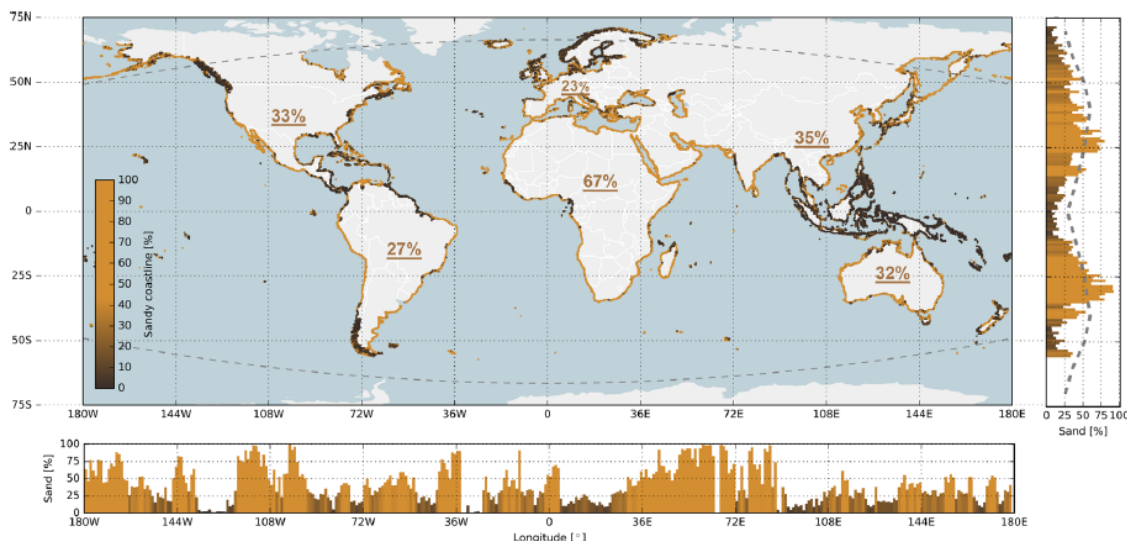 75N
50N
25N
0
25S
50S
75S
33%
23%
35%
67%
27%
32%
100
90
80
70
60
50
40
30
20
10
0
Sandy coastline [%]
180W 144W 108W 72W 36W 0 36E 72E 108E 144E 180E
0 25 50 75 100
Sand [%]
100
75
50
25
0
Sand [%]
180W 144W 108W 72W 36W 0 36E 72E 108E 144E 180E
Longitude [°]